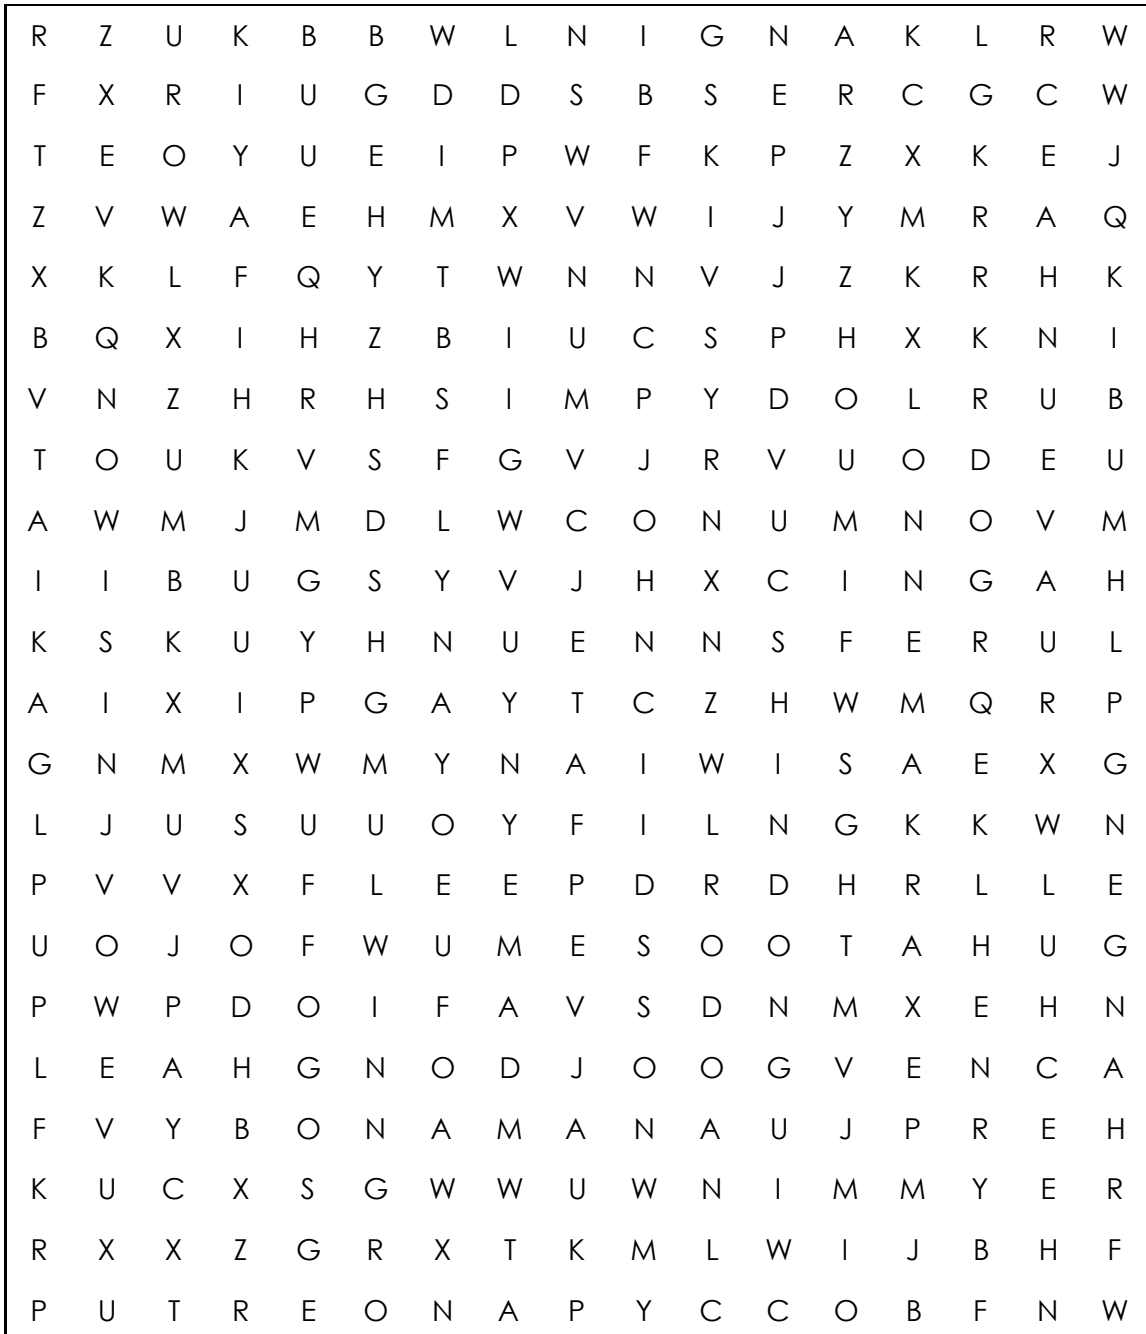 R Z U K B B W L N I G N A K L R W
F X R I U G D D S B S E R C G C W
T E O Y U E I P W F K P Z X K E J
Z V W A E H M X V W I J Y M R A Q
X K L F Q Y T W N N V J Z K R H K
B Q X I H Z B I U C S P H X K N I
V N Z H R H S I M P Y D O L R U B
T O U K V S F G V J R V U O D E U
A W M J M D L W C O N U M N O V M
I I B U G S Y V J H X C I N G A H
K S K U Y H N U E N N S F E R U L
A I X I P G A Y T C Z H W M Q R P
G N M X W M Y N A I W I S A E X G
L J U S U U O Y F I L N G K K W N
P V V X F L E E P D R D H R L L E
U O J O F W U M E S O O T A H U G
P W P D O I F A V S D N M X E H N
L E A H G N O D J O O G V E N C A
F V Y B O N A M A N A U J P R E H
K U C X S G W W U W N I M M Y E R
R X X Z G R X T K M L W I J B H F
P U T R E O N A P Y C C O B F N W